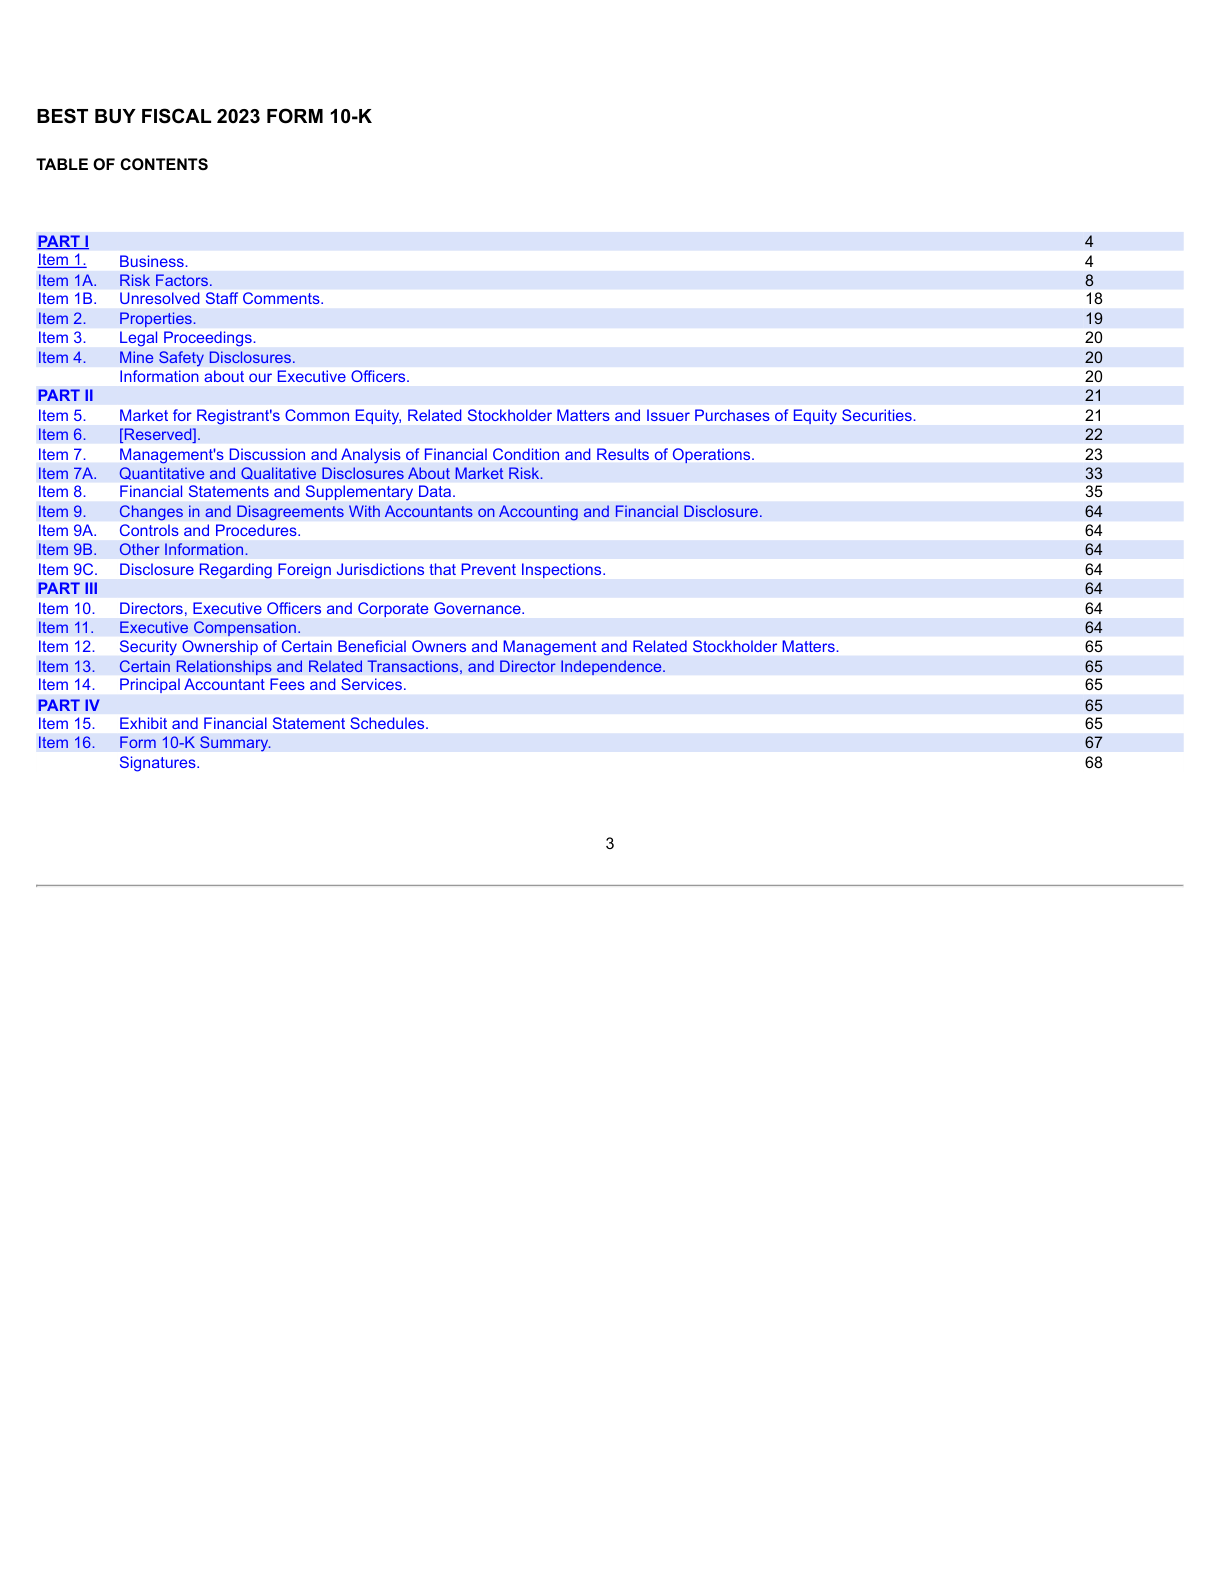 BEST BUY FISCAL 2023 FORM 10-K
TABLE OF CONTENTS
PART I 4
Item 1. Business. 4
Item 1A. Risk Factors. 8
Item 1B. Unresolved Staff Comments. 18
Item 2. Properties. 19
Item 3. Legal Proceedings. 20
Item 4. Mine Safety Disclosures. 20
Information about our Executive Officers. 20
PART II 21
Item 5. Market for Registrant's Common Equity, Related Stockholder Matters and Issuer Purchases of Equity Securities. 21
Item 6. [Reserved]. 22
Item 7. Management's Discussion and Analysis of Financial Condition and Results of Operations. 23
Item 7A. Quantitative and Qualitative Disclosures About Market Risk. 33
Item 8. Financial Statements and Supplementary Data. 35
Item 9. Changes in and Disagreements With Accountants on Accounting and Financial Disclosure. 64
Item 9A. Controls and Procedures. 64
Item 9B. Other Information. 64
Item 9C. Disclosure Regarding Foreign Jurisdictions that Prevent Inspections. 64
PART III 64
Item 10. Directors, Executive Officers and Corporate Governance. 64
Item 11. Executive Compensation. 64
Item 12. Security Ownership of Certain Beneficial Owners and Management and Related Stockholder Matters. 65
Item 13. Certain Relationships and Related Transactions, and Director Independence. 65
Item 14. Principal Accountant Fees and Services. 65
PART IV 65
Item 15. Exhibit and Financial Statement Schedules. 65
Item 16. Form 10-K Summary. 67
Signatures. 68
3